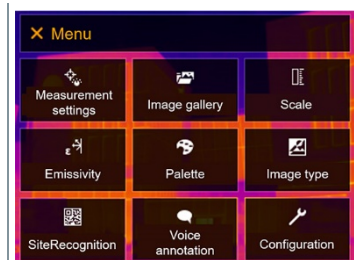 Menu
Measurement
settings
Image gallery
Scale
ε
Emissivity
Palette
Image type
SiteRecognition
Voice
annotation
Configuration